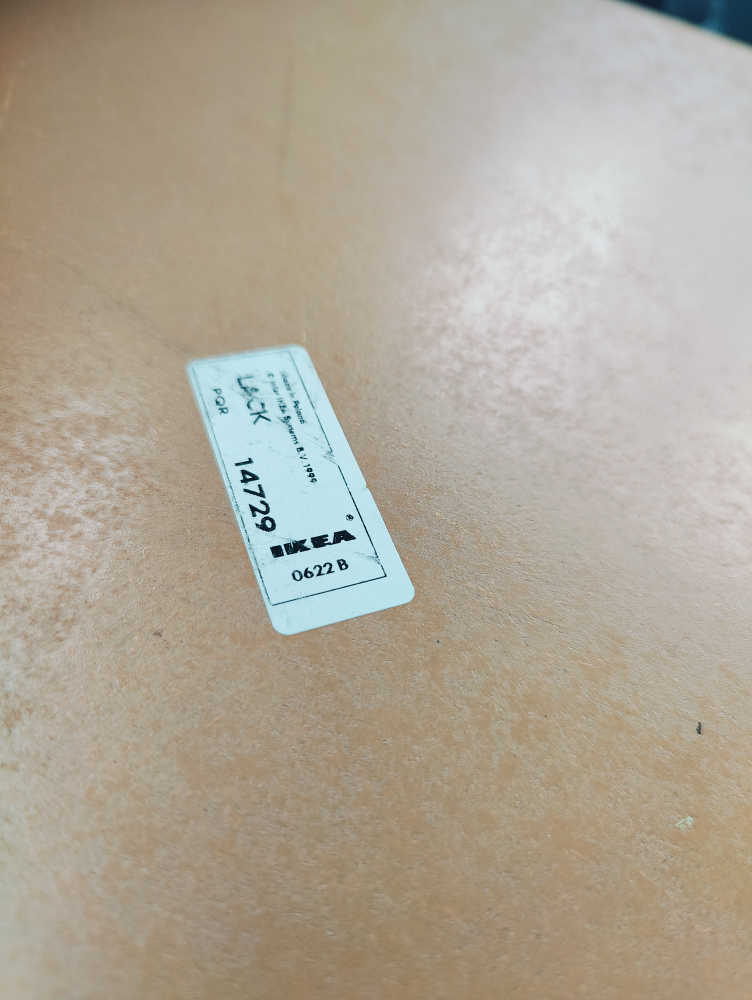 Made in Poland
© Inter IKEA Systems B.V 1999
LACK
PQR
14729
IKEA®
0622 B